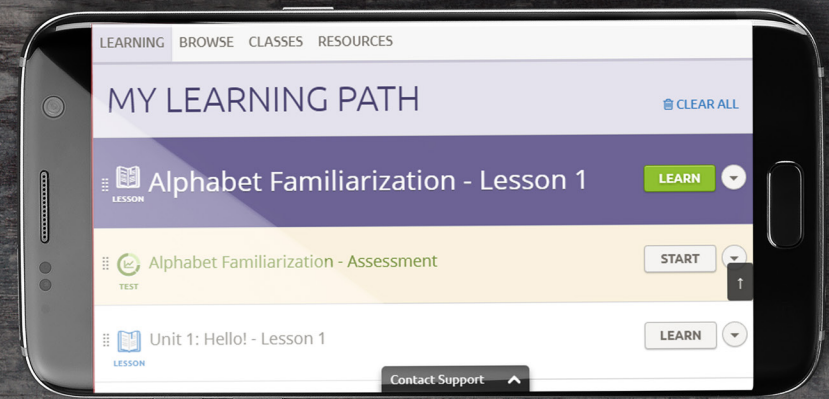 LEARNING BROWSE CLASSES RESOURCES
MY LEARNING PATH
CLEAR ALL
LESSON
Alphabet Familiarization - Lesson 1
LEARN
TEST
Alphabet Familiarization - Assessment
START
↑
LESSON
Unit 1: Hello! - Lesson 1
LEARN
Contact Support